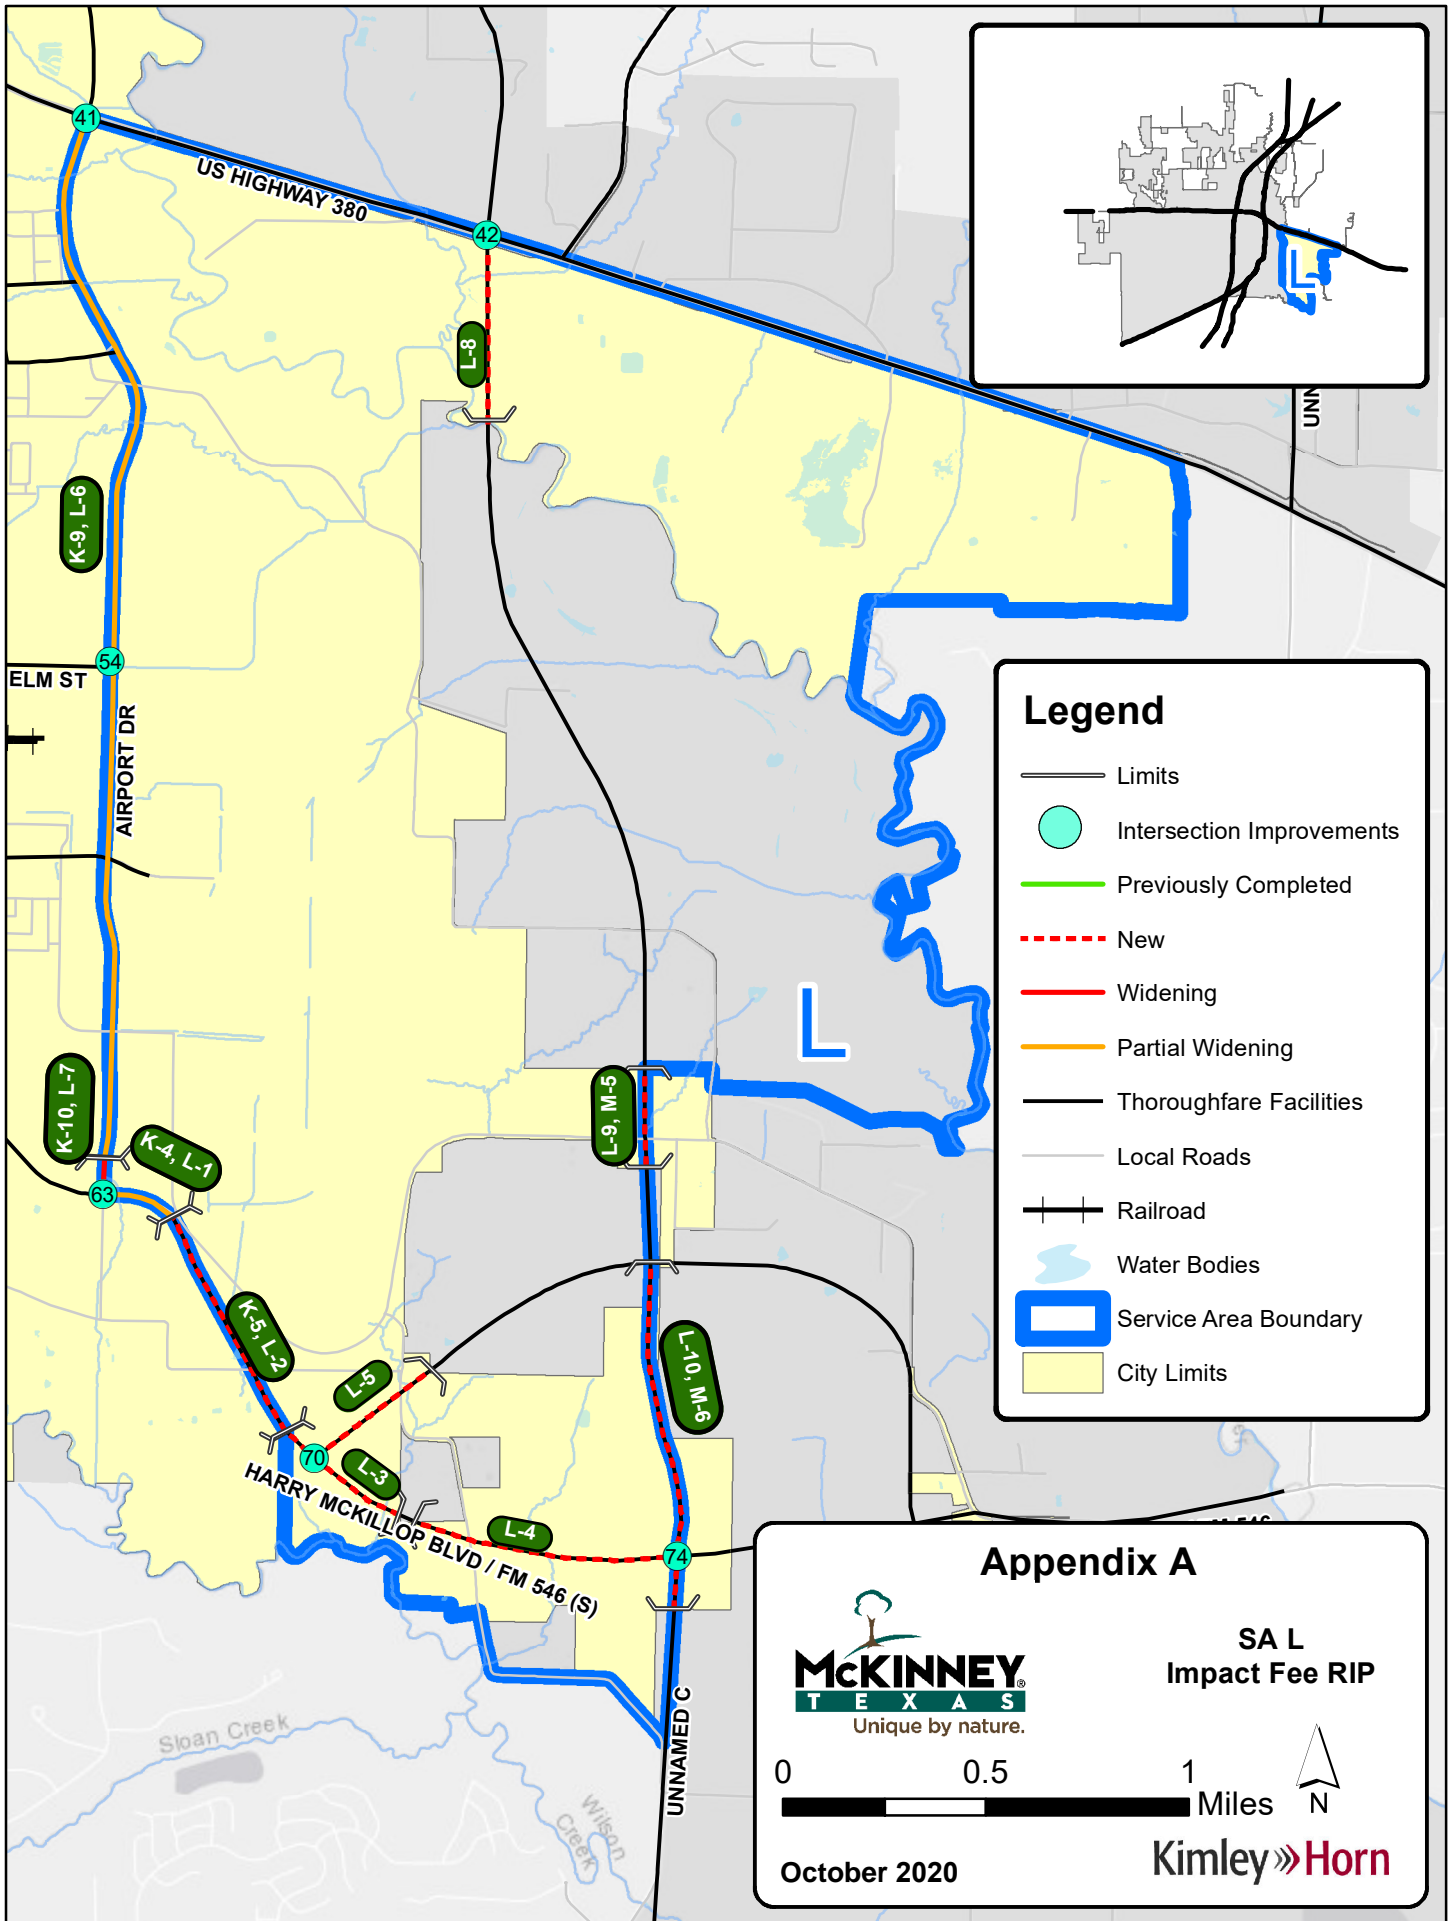 41
US HIGHWAY 380
42
L-8
K-9, L-6
54
ELM ST
AIRPORT DR
L
L
Legend
Limits
Intersection Improvements
Previously Completed
New
Widening
Partial Widening
Thoroughfare Facilities
Local Roads
Railroad
Water Bodies
Service Area Boundary
City Limits
K-10, L-7
K-4, L-1
63
L-9, M-5
K-5, L-2
L-5
L-10, M-6
70
L-3
L-4
HARRY MCKILLOP BLVD / FM 546 (S)
74
UNNAMED C
Sloan Creek
Wilson
Creek
Appendix A
McKINNEY®
TEXAS
Unique by nature.
SA L
Impact Fee RIP
0 0.5 1
Miles
N
October 2020
Kimley»Horn